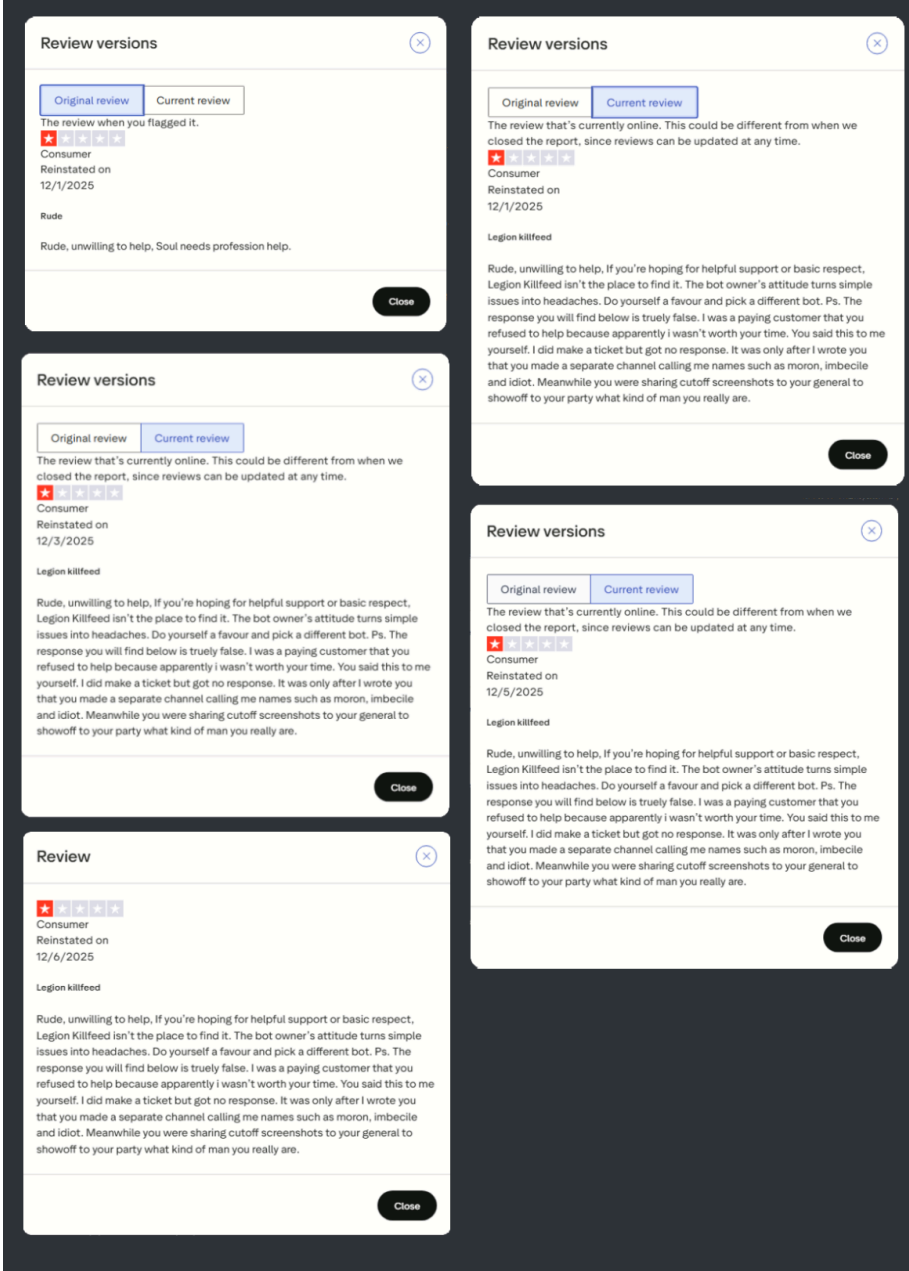 Review versions
Original review
Current review
The review when you flagged it.
Consumer
Reinstated on
12/1/2025
Rude
Rude, unwilling to help, Soul needs profession help.
Close
Review versions
Original review
Current review
The review that's currently online. This could be different from when we
closed the report, since reviews can be updated at any time.
Consumer
Reinstated on
12/1/2025
Legion killfeed
Rude, unwilling to help, If you're hoping for helpful support or basic respect,
Legion Killfeed isn't the place to find it. The bot owner's attitude turns simple
issues into headaches. Do yourself a favour and pick a different bot. Ps. The
response you will find below is truely false. I was a paying customer that you
refused to help because apparently i wasn't worth your time. You said this to me
yourself. I did make a ticket but got no response. It was only after I wrote you
that you made a separate channel calling me names such as moron, imbecile
and idiot. Meanwhile you were sharing cutoff screenshots to your general to
showoff to your party what kind of man you really are.
Close
Review versions
Original review
Current review
The review that's currently online. This could be different from when we
closed the report, since reviews can be updated at any time.
Consumer
Reinstated on
12/3/2025
Legion killfeed
Rude, unwilling to help, If you're hoping for helpful support or basic respect,
Legion Killfeed isn't the place to find it. The bot owner's attitude turns simple
issues into headaches. Do yourself a favour and pick a different bot. Ps. The
response you will find below is truely false. I was a paying customer that you
refused to help because apparently i wasn't worth your time. You said this to me
yourself. I did make a ticket but got no response. It was only after I wrote you
that you made a separate channel calling me names such as moron, imbecile
and idiot. Meanwhile you were sharing cutoff screenshots to your general to
showoff to your party what kind of man you really are.
Close
Review versions
Original review
Current review
The review that's currently online. This could be different from when we
closed the report, since reviews can be updated at any time.
Consumer
Reinstated on
12/5/2025
Legion killfeed
Rude, unwilling to help, If you're hoping for helpful support or basic respect,
Legion Killfeed isn't the place to find it. The bot owner's attitude turns simple
issues into headaches. Do yourself a favour and pick a different bot. Ps. The
response you will find below is truely false. I was a paying customer that you
refused to help because apparently i wasn't worth your time. You said this to me
yourself. I did make a ticket but got no response. It was only after I wrote you
that you made a separate channel calling me names such as moron, imbecile
and idiot. Meanwhile you were sharing cutoff screenshots to your general to
showoff to your party what kind of man you really are.
Close
Review
Consumer
Reinstated on
12/6/2025
Legion killfeed
Rude, unwilling to help, If you're hoping for helpful support or basic respect,
Legion Killfeed isn't the place to find it. The bot owner's attitude turns simple
issues into headaches. Do yourself a favour and pick a different bot. Ps. The
response you will find below is truely false. I was a paying customer that you
refused to help because apparently i wasn't worth your time. You said this to me
yourself. I did make a ticket but got no response. It was only after I wrote you
that you made a separate channel calling me names such as moron, imbecile
and idiot. Meanwhile you were sharing cutoff screenshots to your general to
showoff to your party what kind of man you really are.
Close